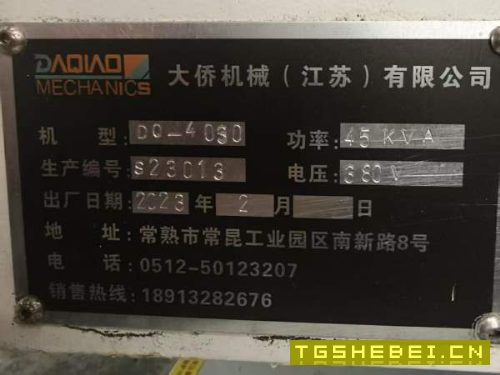 DAQIAO
MECHANICS
大侨机械（江苏）有限公司
机 型: DQ-4030 功率: 45 KVA
生产编号: S23013 电压: 380 V
出厂日期: 2023 年 2 月 日
地 址: 常熟市常昆工业园区南新路8号
电 话: 0512-50123207
销售热线: 18913282676
TGSHEBEI.CN